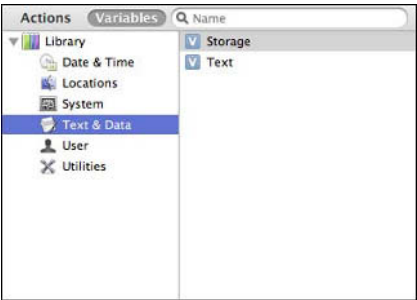 Actions Variables Name
Library
Date & Time
Locations
System
Text & Data
User
Utilities
V Storage
V Text